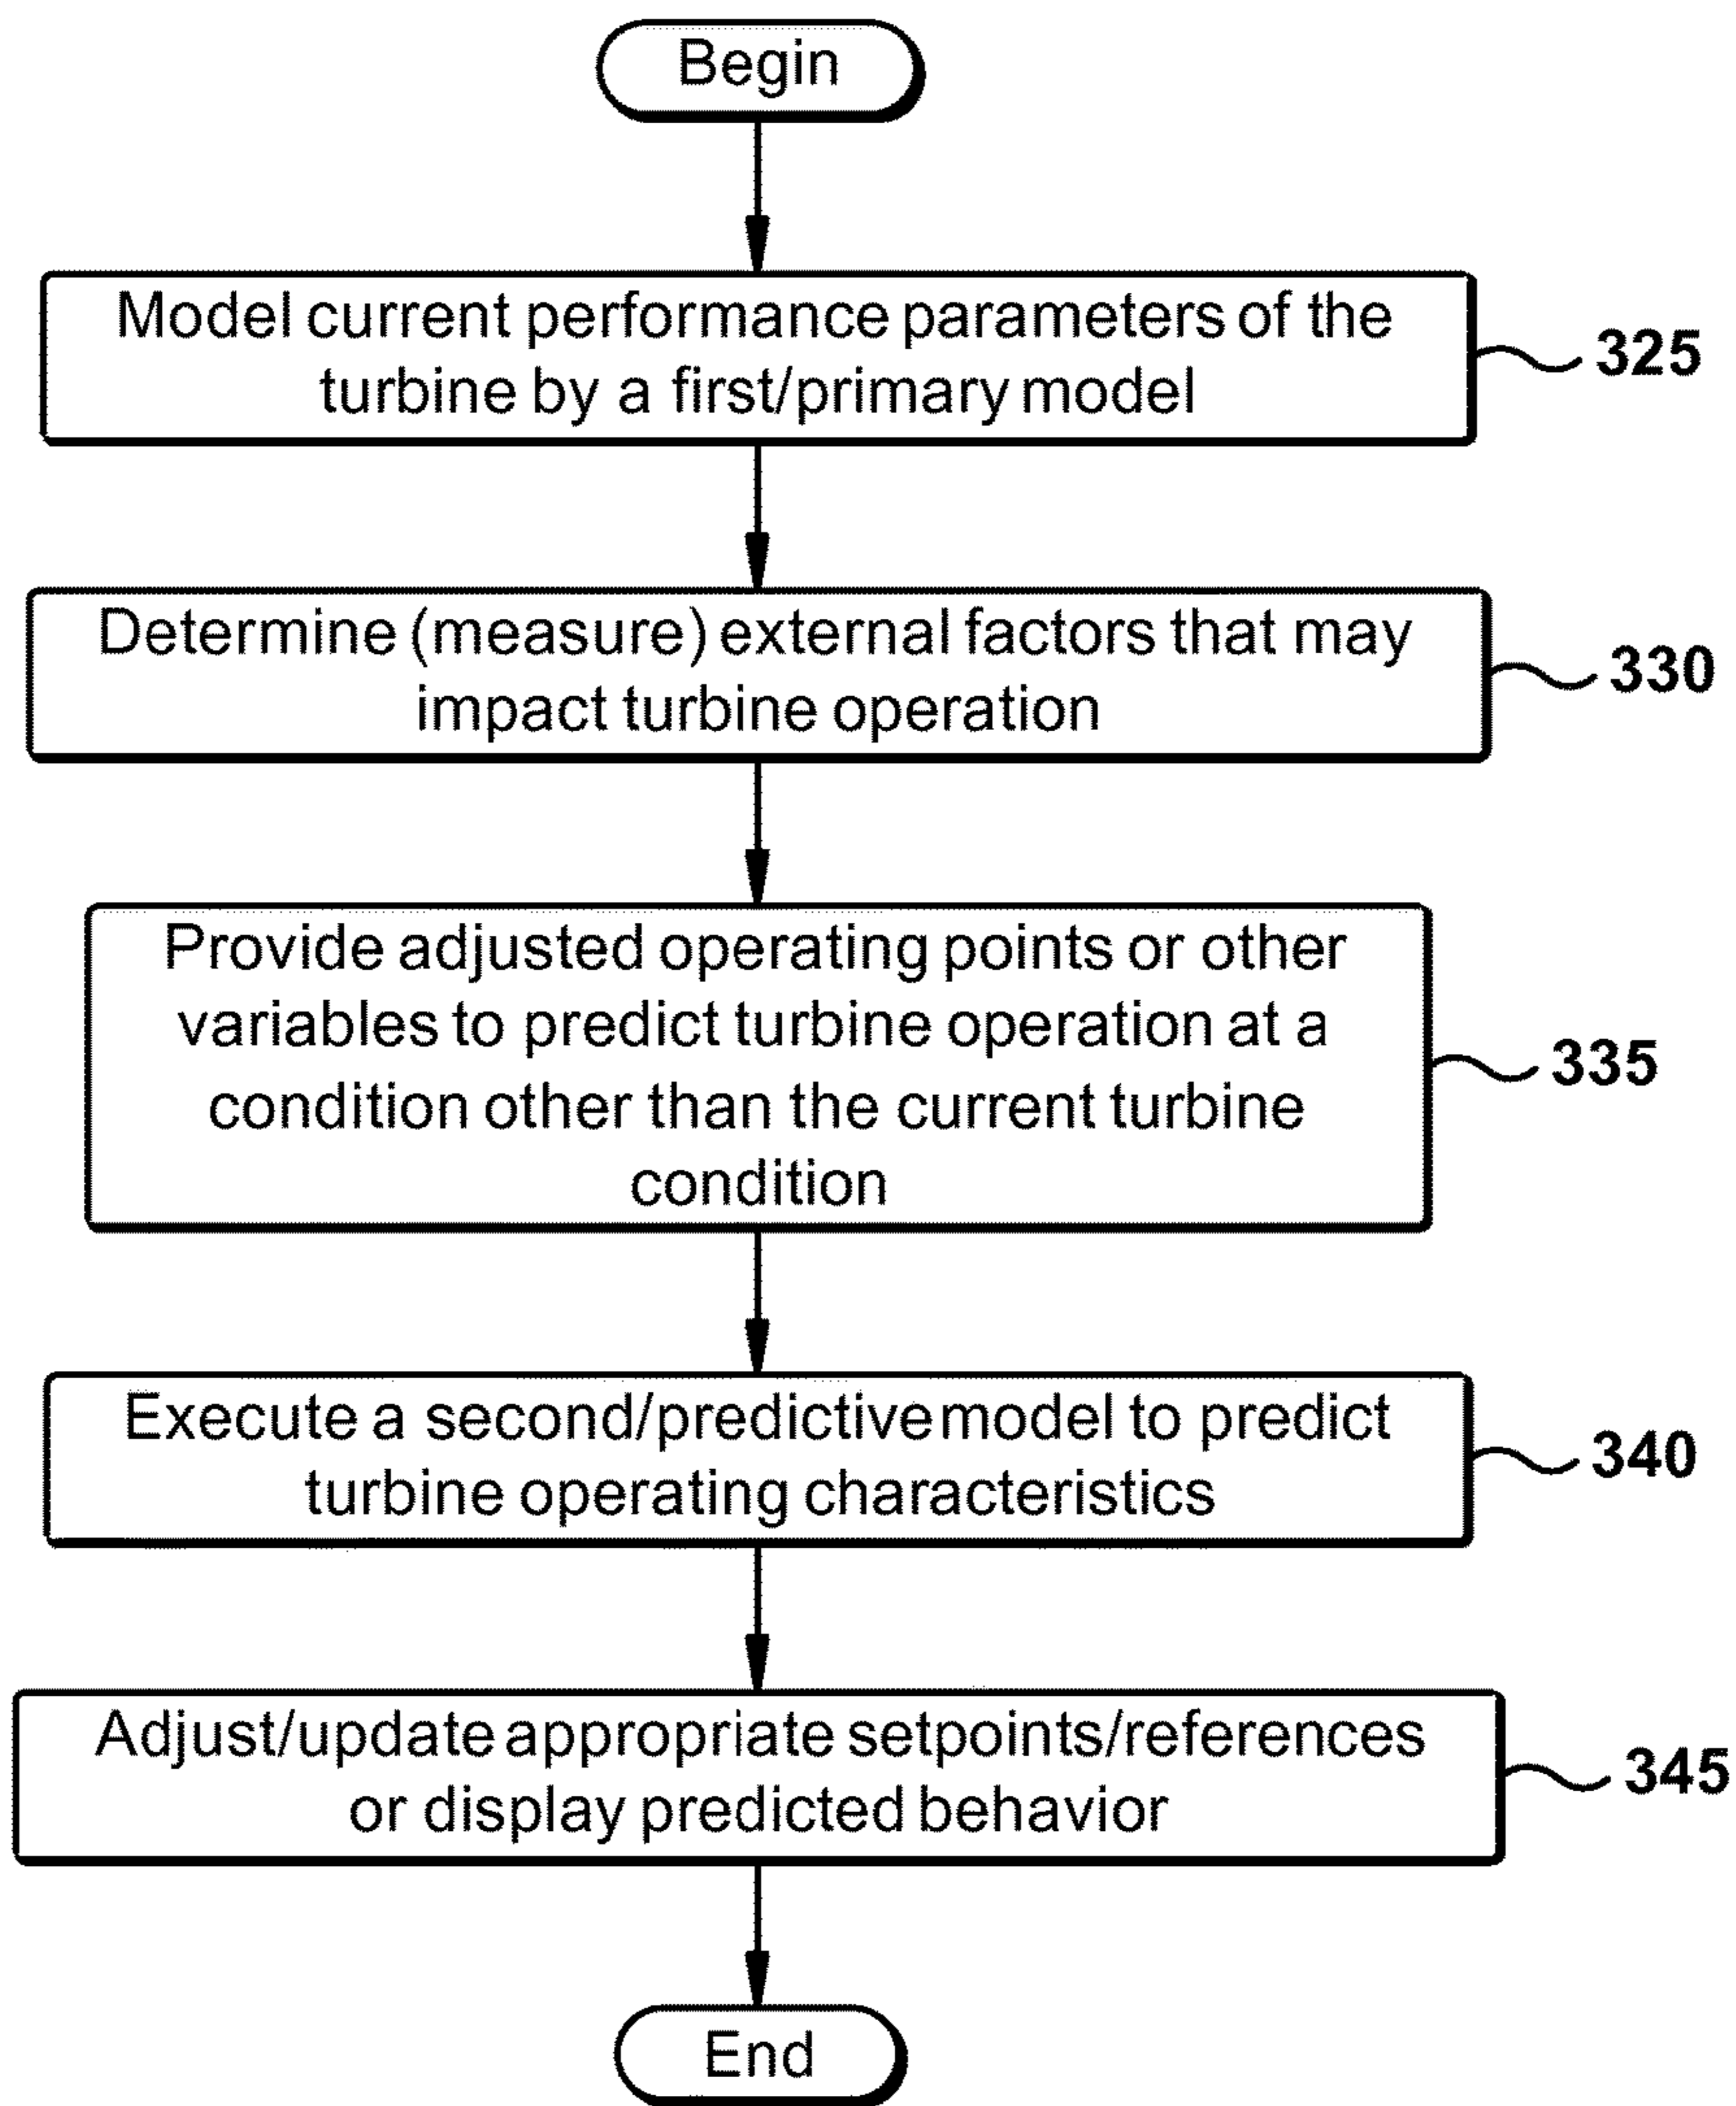 Begin
Model current performance parameters of the
turbine by a first/primary model
325
Determine (measure) external factors that may
impact turbine operation
330
Provide adjusted operating points or other
variables to predict turbine operation at a
condition other than the current turbine
condition
335
Execute a second/predictive model to predict
turbine operating characteristics
340
Adjust/update appropriate setpoints/references
or display predicted behavior
345
End